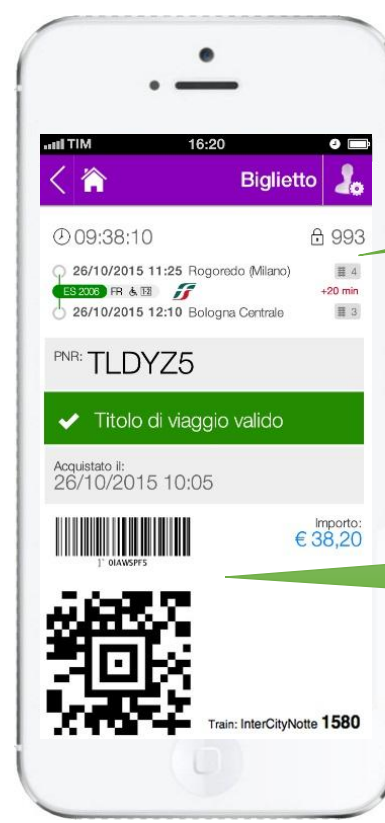 TIM 16:20
Biglietto
09:38:10 993
26/10/2015 11:25 Rogoredo (Milano) 4
ES 2006 FR +20 min
26/10/2015 12:10 Bologna Centrale 3
PNR: TLDYZ5
Titolo di viaggio valido
Acquistato il:
26/10/2015 10:05
Importo:
€ 38,20
Train: InterCityNotte 1580